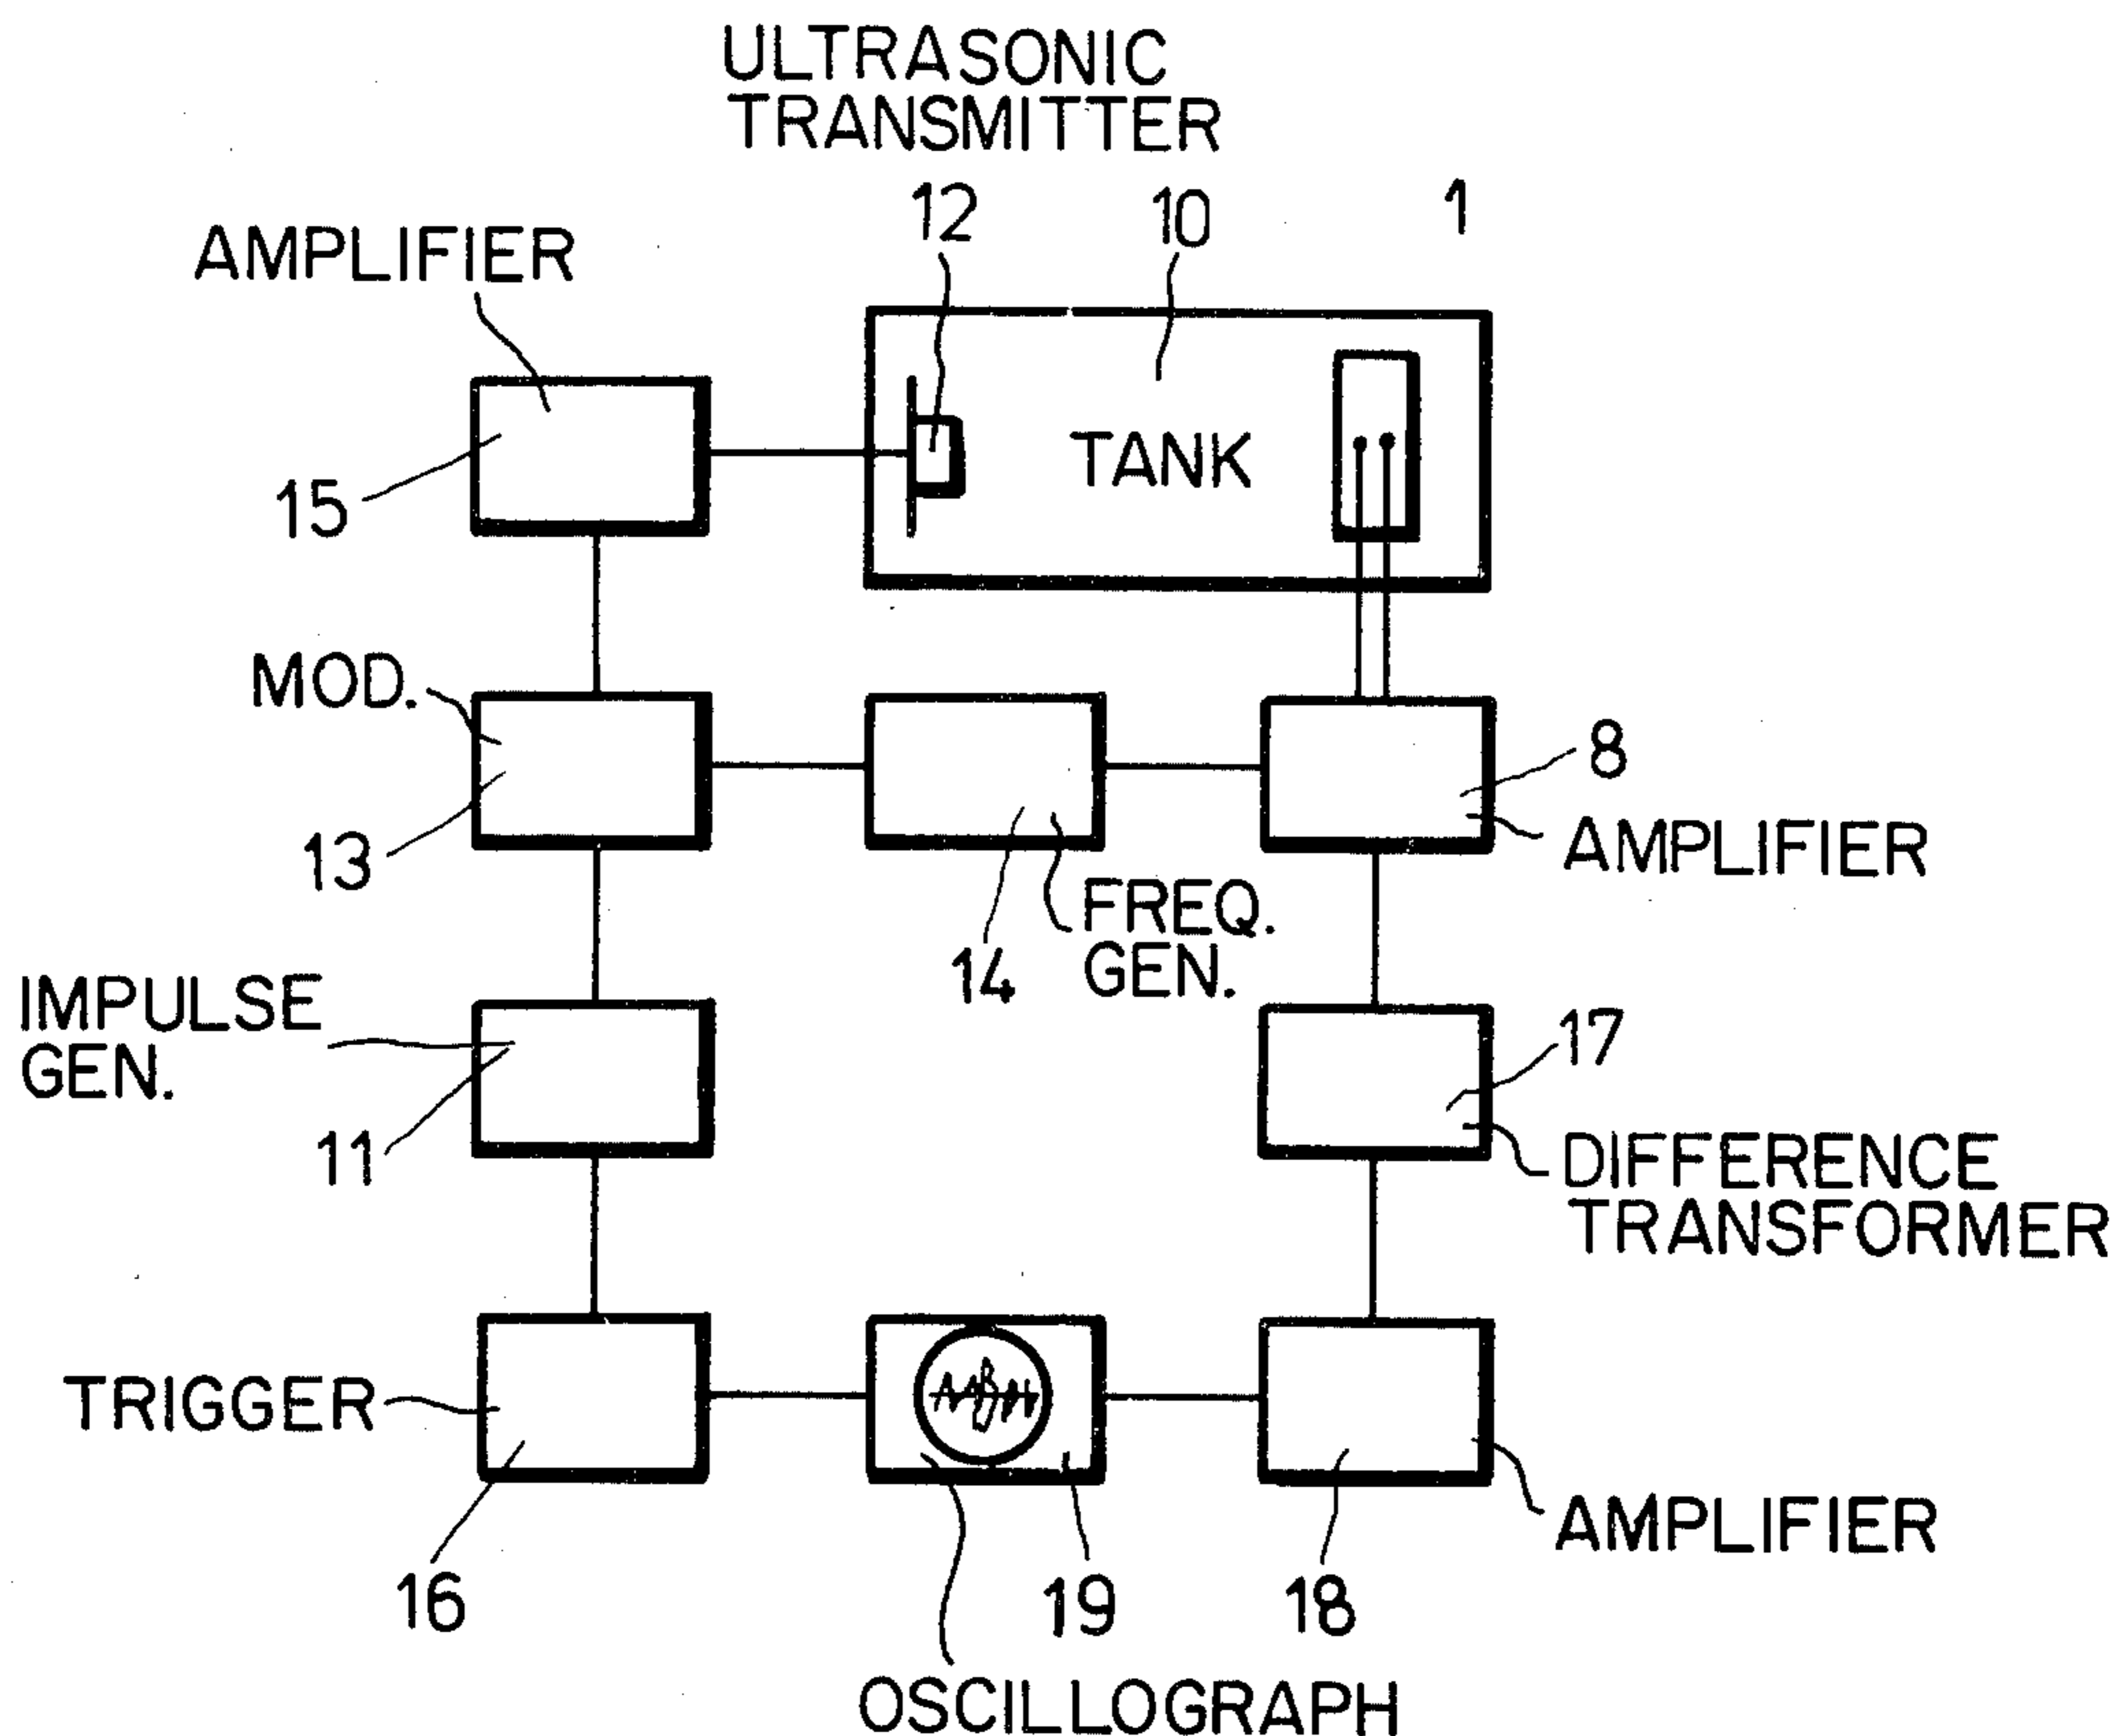 ULTRASONIC
TRANSMITTER
12
10
1
AMPLIFIER
15
TANK
MOD.
13
8
AMPLIFIER
14
FREQ.
GEN.
IMPULSE
GEN.
11
17
DIFFERENCE
TRANSFORMER
TRIGGER
16
19
18
AMPLIFIER
OSCILLOGRAPH